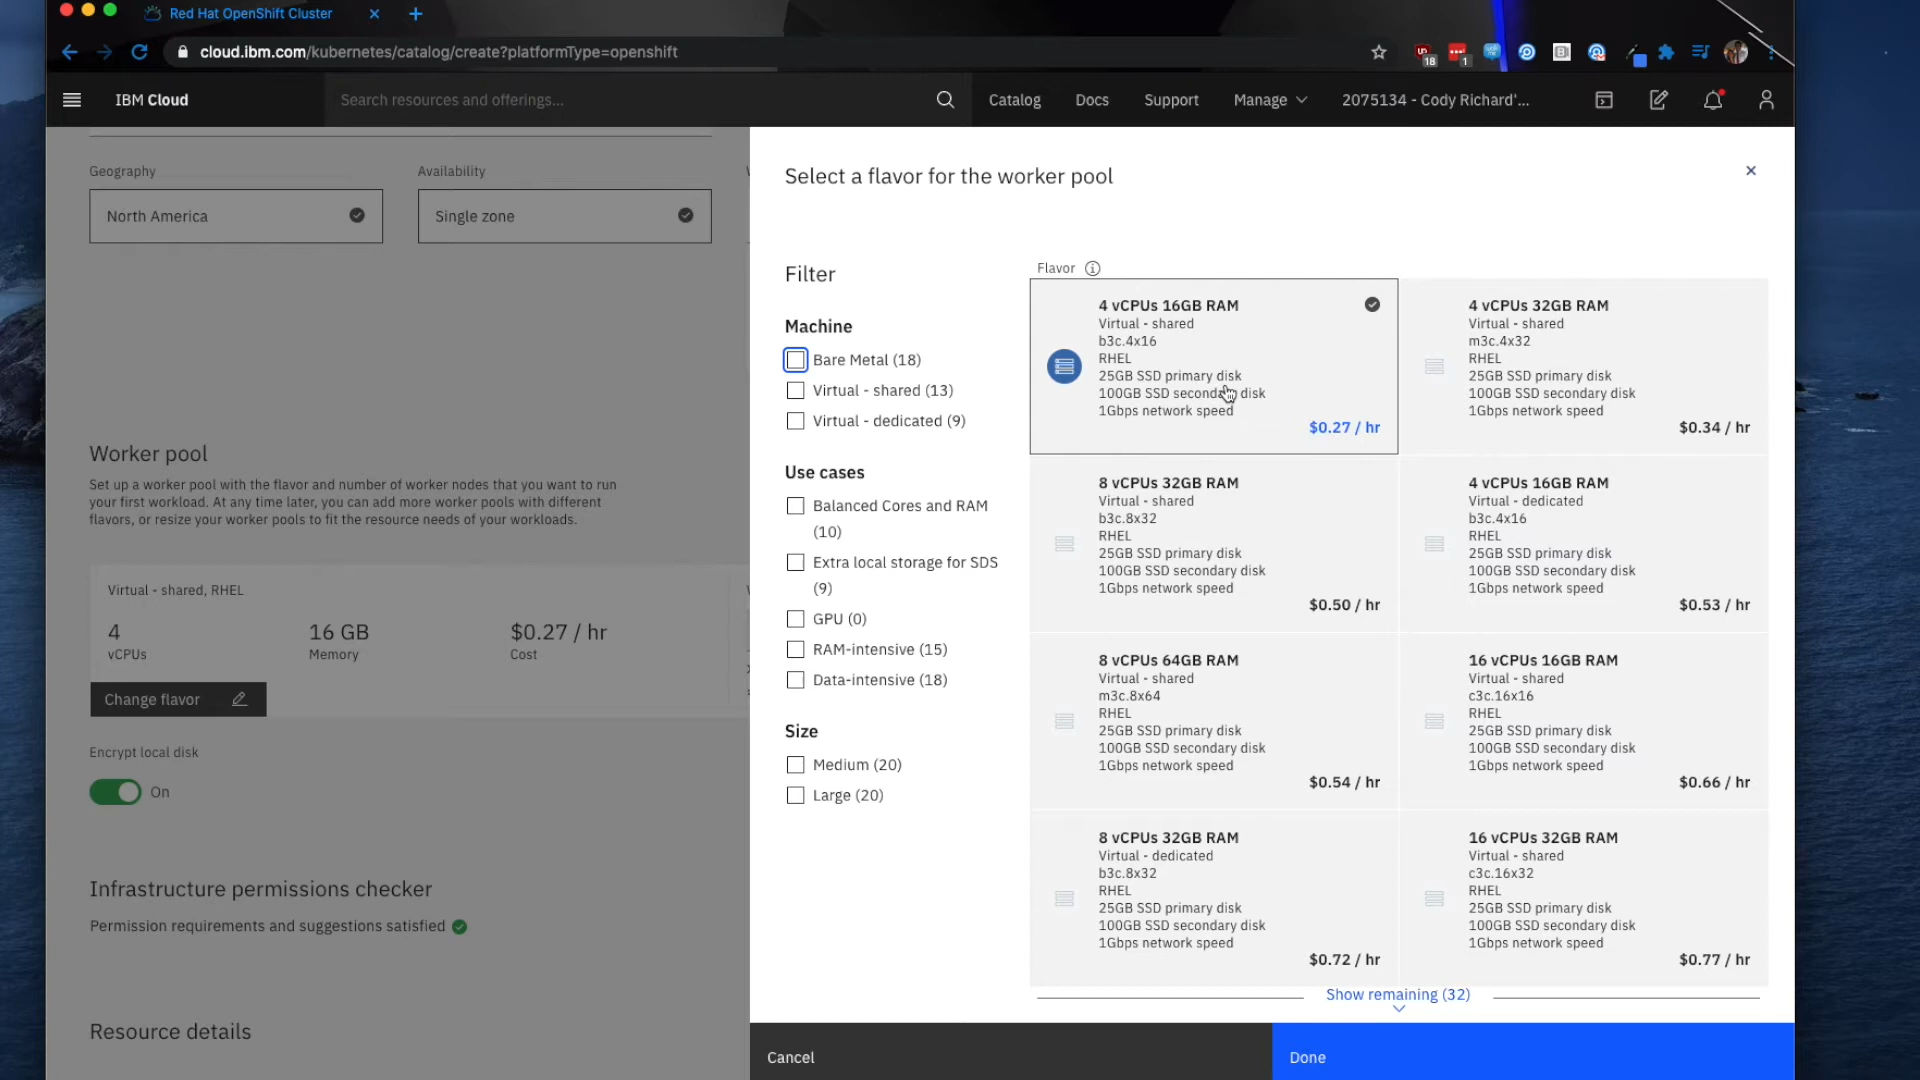 Red Hat OpenShift Cluster
cloud.ibm.com/kubernetes/catalog/create?platformType=openshift
18
1
IBM Cloud
Search resources and offerings...
Catalog
Docs
Support
Manage
2075134 - Cody Richard'...
Geography
North America
Availability
Single zone
Worker pool
Set up a worker pool with the flavor and number of worker nodes that you want to run
your first workload. At any time later, you can add more worker pools with different
flavors, or resize your worker pools to fit the resource needs of your workloads.
Virtual - shared, RHEL
4
vCPUs
16 GB
Memory
$0.27 / hr
Cost
Change flavor
Encrypt local disk
On
Infrastructure permissions checker
Permission requirements and suggestions satisfied
Resource details
Select a flavor for the worker pool
Filter
Machine
Bare Metal (18)
Virtual - shared (13)
Virtual - dedicated (9)
Use cases
Balanced Cores and RAM
(10)
Extra local storage for SDS
(9)
GPU (0)
RAM-intensive (15)
Data-intensive (18)
Size
Medium (20)
Large (20)
Flavor
4 vCPUs 16GB RAM
Virtual - shared
b3c.4x16
RHEL
25GB SSD primary disk
100GB SSD secondary disk
1Gbps network speed
$0.27 / hr
4 vCPUs 32GB RAM
Virtual - shared
m3c.4x32
RHEL
25GB SSD primary disk
100GB SSD secondary disk
1Gbps network speed
$0.34 / hr
8 vCPUs 32GB RAM
Virtual - shared
b3c.8x32
RHEL
25GB SSD primary disk
100GB SSD secondary disk
1Gbps network speed
$0.50 / hr
4 vCPUs 16GB RAM
Virtual - dedicated
b3c.4x16
RHEL
25GB SSD primary disk
100GB SSD secondary disk
1Gbps network speed
$0.53 / hr
8 vCPUs 64GB RAM
Virtual - shared
m3c.8x64
RHEL
25GB SSD primary disk
100GB SSD secondary disk
1Gbps network speed
$0.54 / hr
16 vCPUs 16GB RAM
Virtual - shared
c3c.16x16
RHEL
25GB SSD primary disk
100GB SSD secondary disk
1Gbps network speed
$0.66 / hr
8 vCPUs 32GB RAM
Virtual - dedicated
b3c.8x32
RHEL
25GB SSD primary disk
100GB SSD secondary disk
1Gbps network speed
$0.72 / hr
16 vCPUs 32GB RAM
Virtual - shared
c3c.16x32
RHEL
25GB SSD primary disk
100GB SSD secondary disk
1Gbps network speed
$0.77 / hr
Show remaining (32)
Cancel
Done